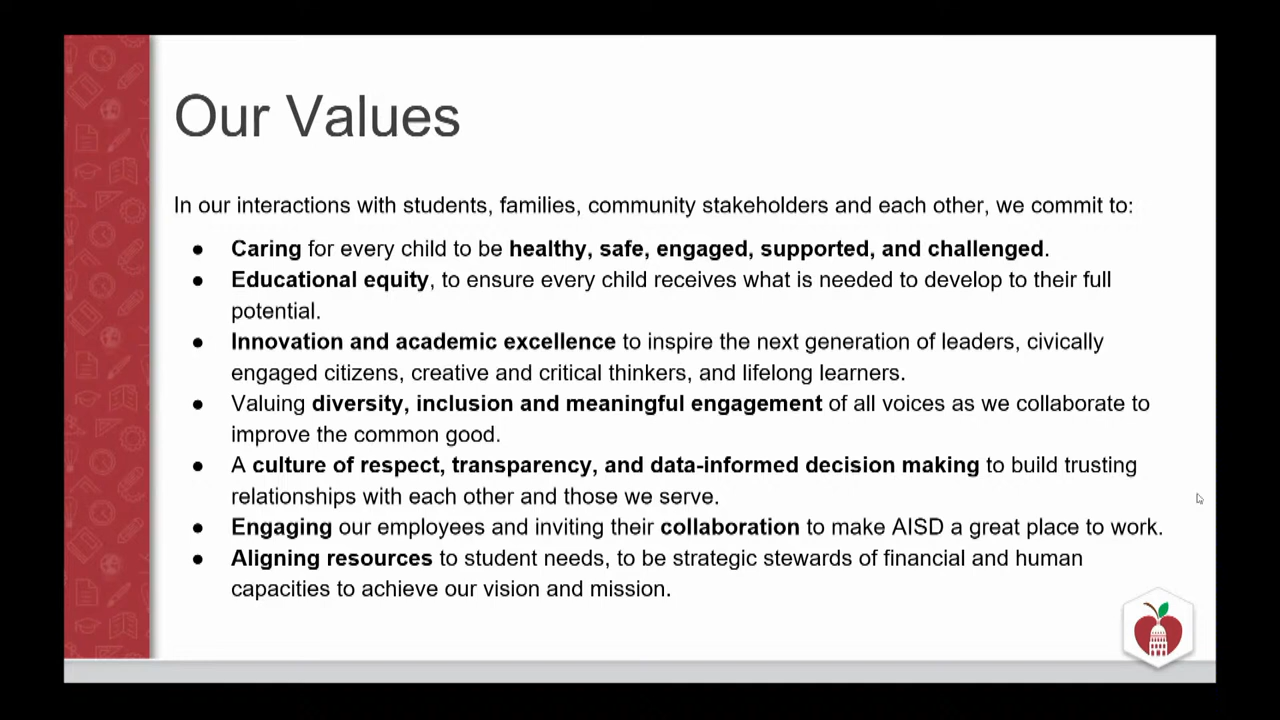 Our Values
In our interactions with students, families, community stakeholders and each other, we commit to:
● Caring for every child to be healthy, safe, engaged, supported, and challenged.
● Educational equity, to ensure every child receives what is needed to develop to their full
potential.
● Innovation and academic excellence to inspire the next generation of leaders, civically
engaged citizens, creative and critical thinkers, and lifelong learners.
● Valuing diversity, inclusion and meaningful engagement of all voices as we collaborate to
improve the common good.
● A culture of respect, transparency, and data-informed decision making to build trusting
relationships with each other and those we serve.
● Engaging our employees and inviting their collaboration to make AISD a great place to work.
● Aligning resources to student needs, to be strategic stewards of financial and human
capacities to achieve our vision and mission.